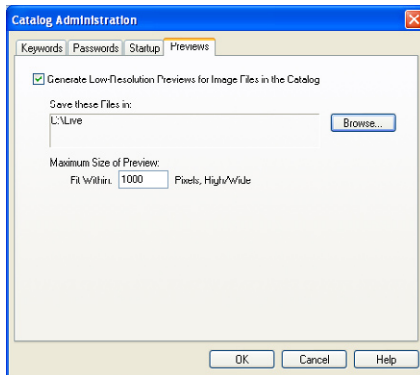 Catalog Administration
Keywords Passwords Startup Previews
Generate Low-Resolution Previews for Image Files in the Catalog
Save these Files in:
C:\Live
Browse...
Maximum Size of Preview:
Fit Within: 1000 Pixels, High/Wide
OK Cancel Help